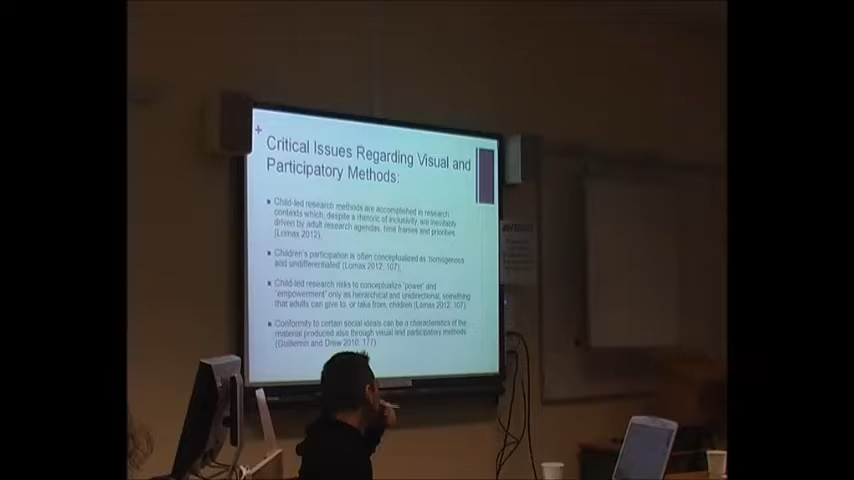 +
Critical Issues Regarding Visual and
Participatory Methods:
Child-led research methods are accomplished in research
contexts which, despite a rhetoric of inclusivity, are inevitably
driven by adult research agendas, time frames and priorities
(Lomax 2012).
Children's participation is often conceptualized as 'homogenous
and undifferentiated' (Lomax 2012: 107).
Child-led research risks to conceptualize "power" and
"empowerment" only as hierarchical and unidirectional, something
that adults can give to, or take from, children (Lomax 2012: 107).
Conformity to certain social ideals can be a characteristics of the
material produced also through visual and participatory methods
(Guillemin and Drew 2010: 177)